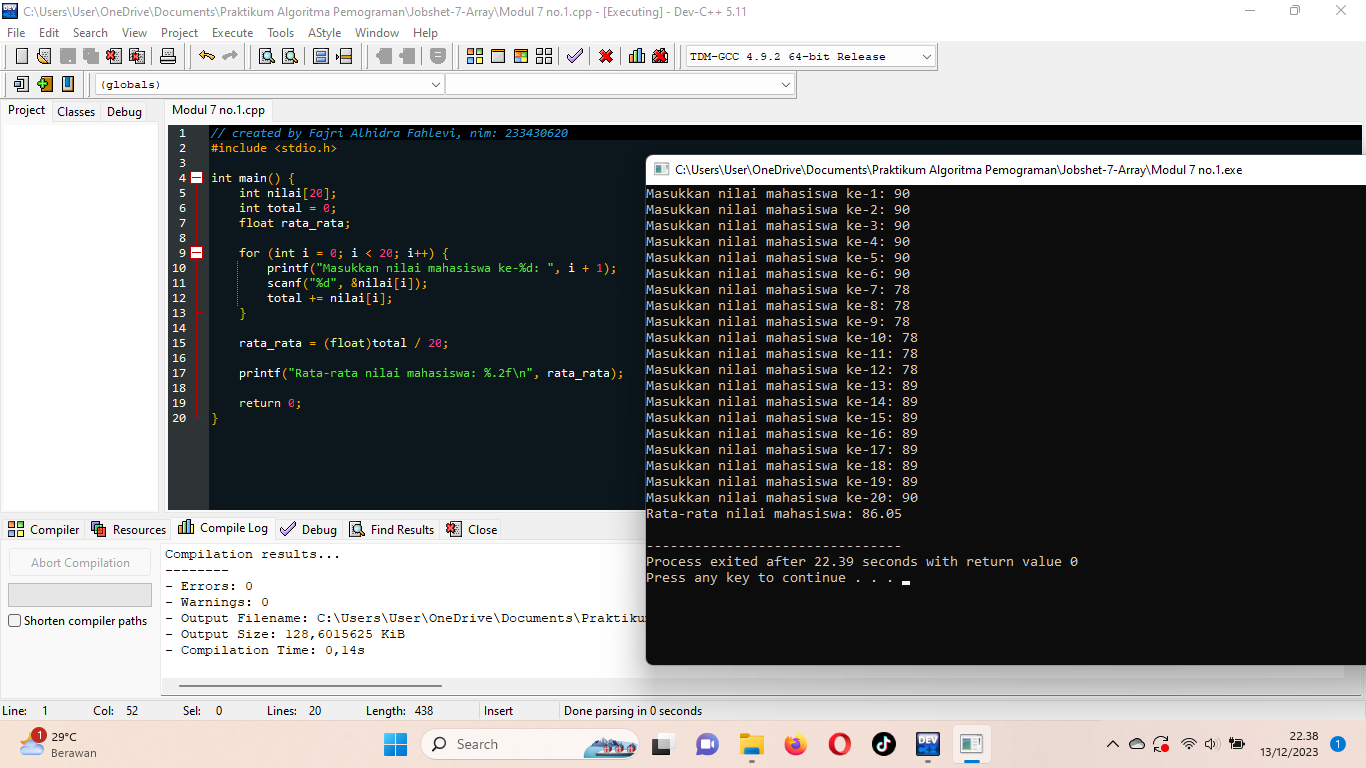 C:\Users\User\OneDrive\Documents\Praktikum Algoritma Pemograman\Jobshet-7-Array\Modul 7 no.1.cpp - [Executing] - Dev-C++ 5.11
File Edit Search View Project Execute Tools AStyle Window Help
TDM-GCC 4.9.2 64-bit Release
(globals)
Project Classes Debug
Modul 7 no.1.cpp
1 // created by Fajri Alhidra Fahlevi, nim: 233430620
2 #include <stdio.h>
3
4 int main() {
5 int nilai[20];
6 int total = 0;
7 float rata_rata;
8
9 for (int i = 0; i < 20; i++) {
10 printf("Masukkan nilai mahasiswa ke-%d: ", i + 1);
11 scanf("%d", &nilai[i]);
12 total += nilai[i];
13 }
14
15 rata_rata = (float)total / 20;
16
17 printf("Rata-rata nilai mahasiswa: %.2f\n", rata_rata);
18
19 return 0;
20 }
C:\Users\User\OneDrive\Documents\Praktikum Algoritma Pemograman\Jobshet-7-Array\Modul 7 no.1.exe
Masukkan nilai mahasiswa ke-1: 90
Masukkan nilai mahasiswa ke-2: 90
Masukkan nilai mahasiswa ke-3: 90
Masukkan nilai mahasiswa ke-4: 90
Masukkan nilai mahasiswa ke-5: 90
Masukkan nilai mahasiswa ke-6: 90
Masukkan nilai mahasiswa ke-7: 78
Masukkan nilai mahasiswa ke-8: 78
Masukkan nilai mahasiswa ke-9: 78
Masukkan nilai mahasiswa ke-10: 78
Masukkan nilai mahasiswa ke-11: 78
Masukkan nilai mahasiswa ke-12: 78
Masukkan nilai mahasiswa ke-13: 89
Masukkan nilai mahasiswa ke-14: 89
Masukkan nilai mahasiswa ke-15: 89
Masukkan nilai mahasiswa ke-16: 89
Masukkan nilai mahasiswa ke-17: 89
Masukkan nilai mahasiswa ke-18: 89
Masukkan nilai mahasiswa ke-19: 89
Masukkan nilai mahasiswa ke-20: 90
Rata-rata nilai mahasiswa: 86.05
--------------------------------
Process exited after 22.39 seconds with return value 0
Press any key to continue . . .
Compiler Resources Compile Log Debug Find Results Close
Abort Compilation
Shorten compiler paths
Compilation results...
--------
- Errors: 0
- Warnings: 0
- Output Filename: C:\Users\User\OneDrive\Documents\Praktiku
- Output Size: 128,6015625 KiB
- Compilation Time: 0,14s
Line: 1 Col: 52 Sel: 0 Lines: 20 Length: 438 Insert Done parsing in 0 seconds
1
29°C
Berawan
Search
DEV
22.38
13/12/2023
1